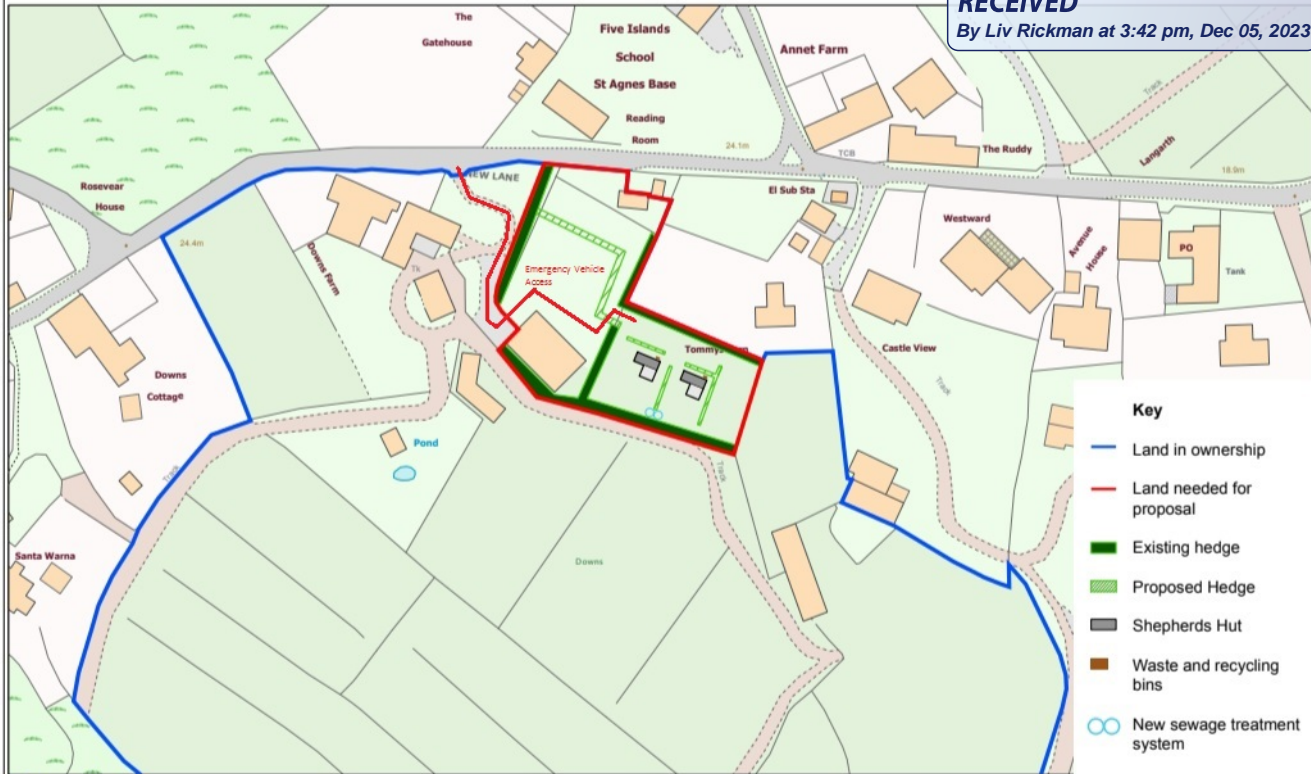 RECEIVED
By Liv Rickman at 3:42 pm, Dec 05, 2023
The
Gatehouse
Five Islands
School
St Agnes Base
Reading
Room
Annet Farm
Track
24.1m
TCB
The Ruddy
Langarth
18.9m
Rosevear
House
EW LANE
El Sub Sta
Westward
Avenue
House
PO
Tank
24.4m
Downs Farm
Tk
Emergency Vehicle
Access
Castle View
Track
Downs
Cottage
Pond
Track
Track
Santa Warna
Downs
Key
Land in ownership
Land needed for
proposal
Existing hedge
Proposed Hedge
Shepherds Hut
Waste and recycling
bins
New sewage treatment
system